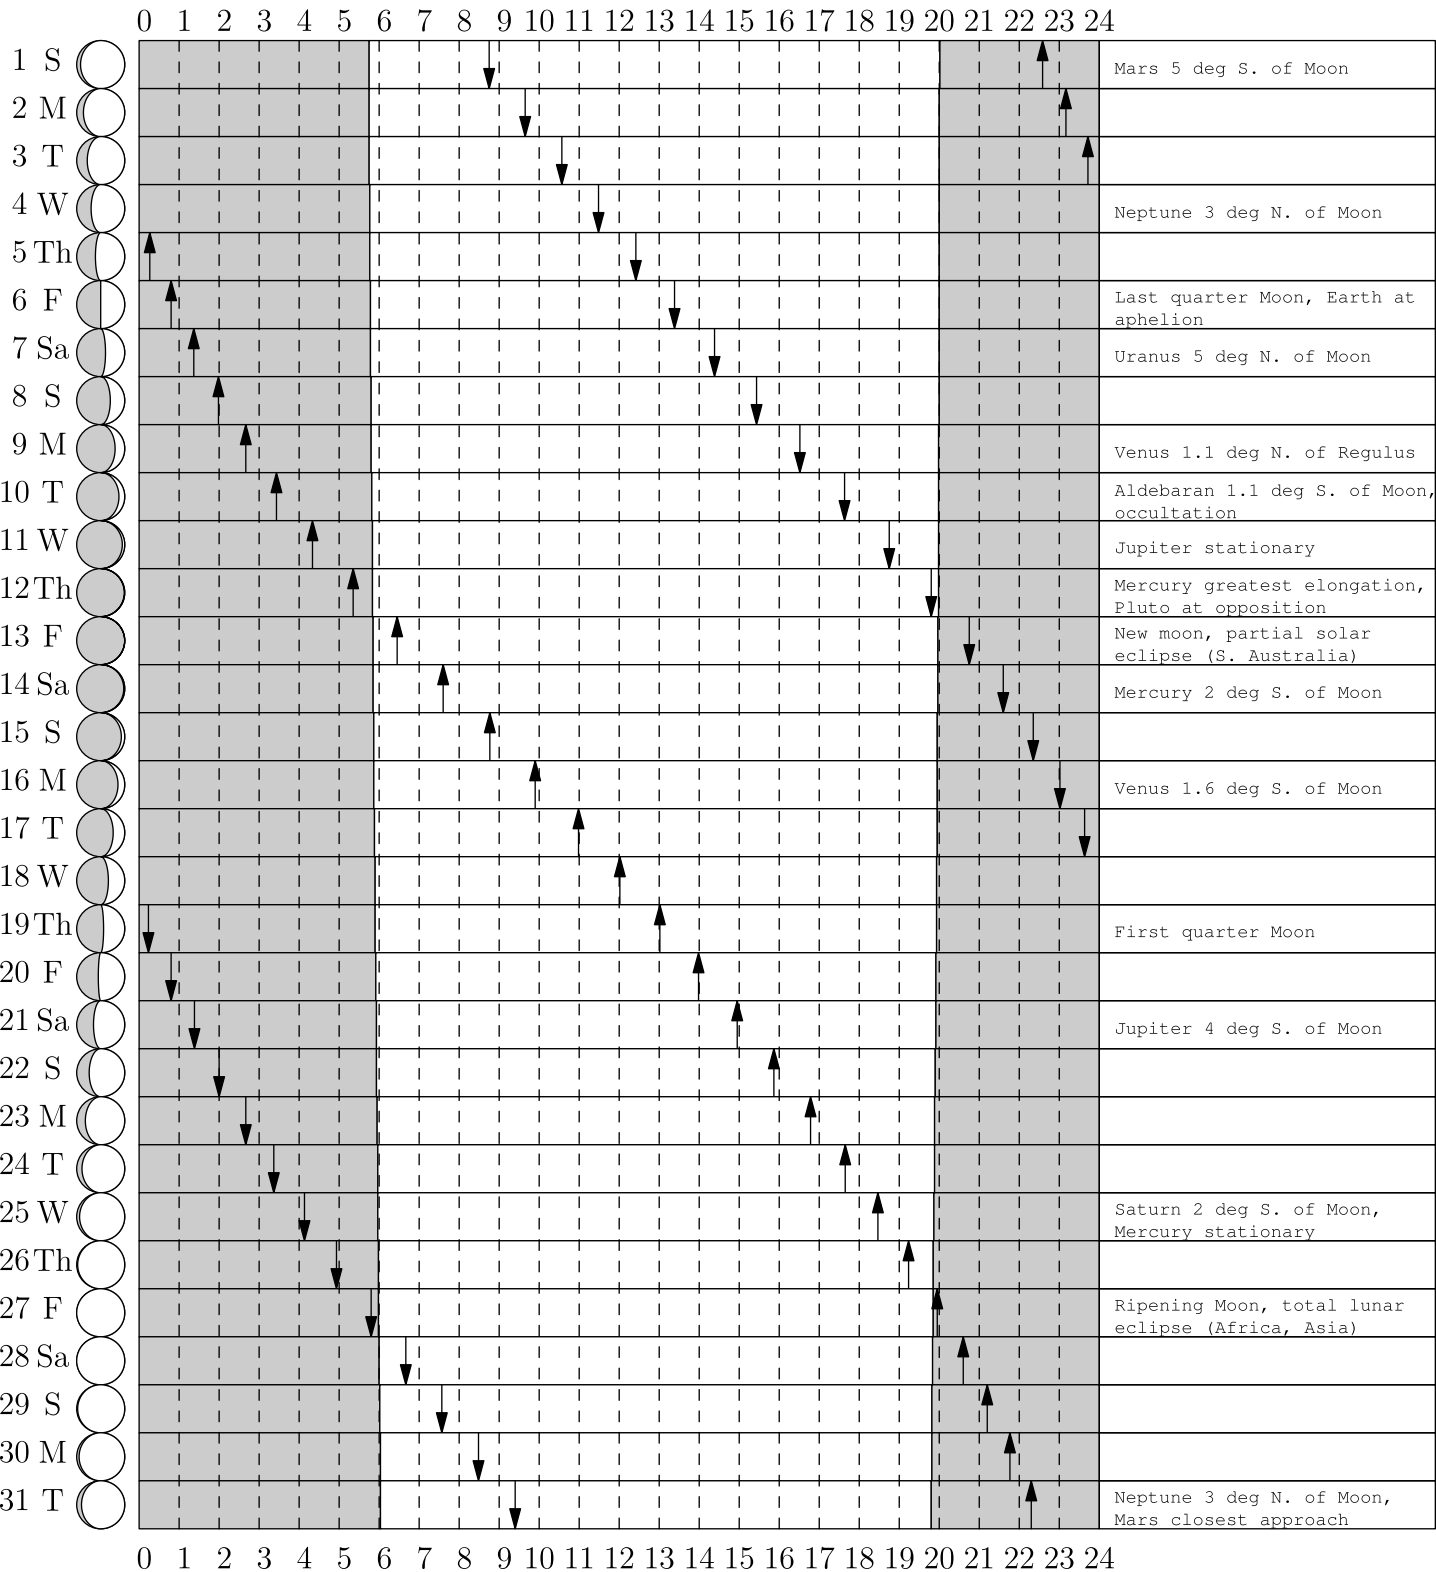 0 1 2 3 4 5 6 7 8 9 10 11 12 13 14 15 16 17 18 19 20 21 22 23 24
1 S Mars 5 deg S. of Moon
2 M
3 T
4 W Neptune 3 deg N. of Moon
5 Th
6 F Last quarter Moon, Earth at
aphelion
7 Sa Uranus 5 deg N. of Moon
8 S
9 M Venus 1.1 deg N. of Regulus
10 T Aldebaran 1.1 deg S. of Moon,
occultation
11 W Jupiter stationary
12 Th Mercury greatest elongation,
Pluto at opposition
13 F New moon, partial solar
eclipse (S. Australia)
14 Sa Mercury 2 deg S. of Moon
15 S
16 M Venus 1.6 deg S. of Moon
17 T
18 W
19 Th First quarter Moon
20 F
21 Sa Jupiter 4 deg S. of Moon
22 S
23 M
24 T
25 W Saturn 2 deg S. of Moon,
Mercury stationary
26 Th
27 F Ripening Moon, total lunar
eclipse (Africa, Asia)
28 Sa
29 S
30 M
31 T Neptune 3 deg N. of Moon,
Mars closest approach
0 1 2 3 4 5 6 7 8 9 10 11 12 13 14 15 16 17 18 19 20 21 22 23 24